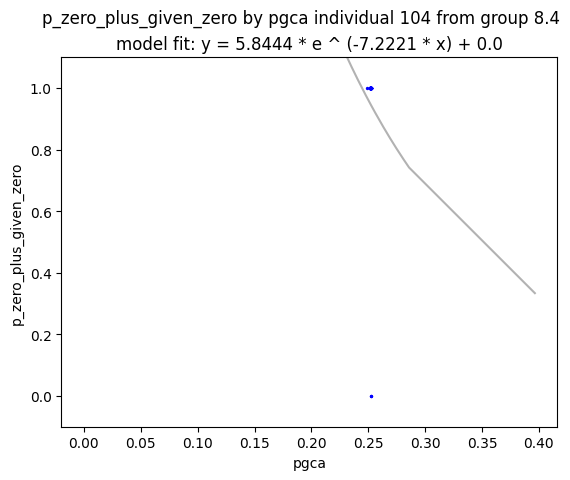 p_zero_plus_given_zero by pgca individual 104 from group 8.4
model fit: y = 5.8444 * e ^ (-7.2221 * x) + 0.0
1.0
0.8
0.6
0.4
0.2
0.0
p_zero_plus_given_zero
0.00 0.05 0.10 0.15 0.20 0.25 0.30 0.35 0.40
pgca